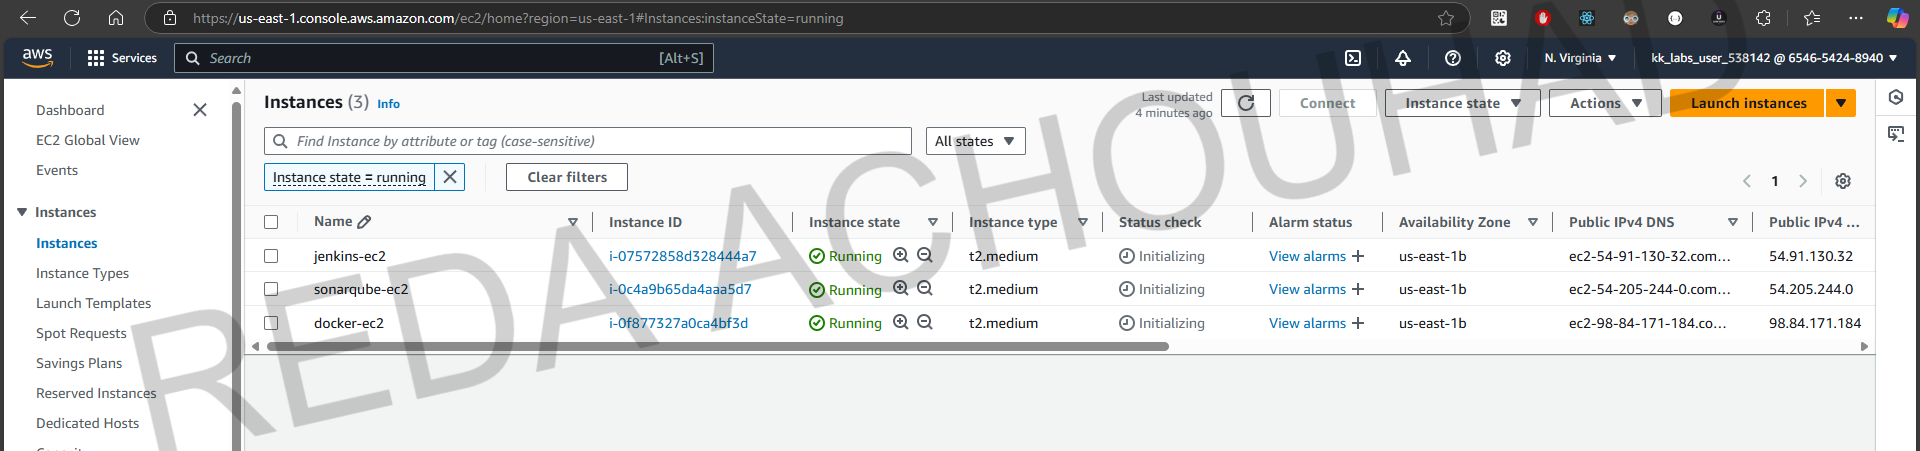 https://us-east-1.console.aws.amazon.com/ec2/home?region=us-east-1#Instances:instanceState=running
aws Services Search [Alt+S] N. Virginia kk_labs_user_538142 @ 6546-5424-8940
Dashboard
EC2 Global View
Events
Instances
Instances
Instance Types
Launch Templates
Spot Requests
Savings Plans
Reserved Instances
Dedicated Hosts
Instances (3) Info
Last updated
4 minutes ago
Connect Instance state Actions Launch instances
Find Instance by attribute or tag (case-sensitive) All states
Instance state = running Clear filters
1
Name Instance ID Instance state Instance type Status check Alarm status Availability Zone Public IPv4 DNS Public IPv4 ...
jenkins-ec2 i-07572858d328444a7 Running t2.medium Initializing View alarms + us-east-1b ec2-54-91-130-32.com... 54.91.130.32
sonarqube-ec2 i-0c4a9b65da4aaa5d7 Running t2.medium Initializing View alarms + us-east-1b ec2-54-205-244-0.com... 54.205.244.0
docker-ec2 i-0f877327a0ca4bf3d Running t2.medium Initializing View alarms + us-east-1b ec2-98-84-171-184.co... 98.84.171.184
REDA ACHOUHAD